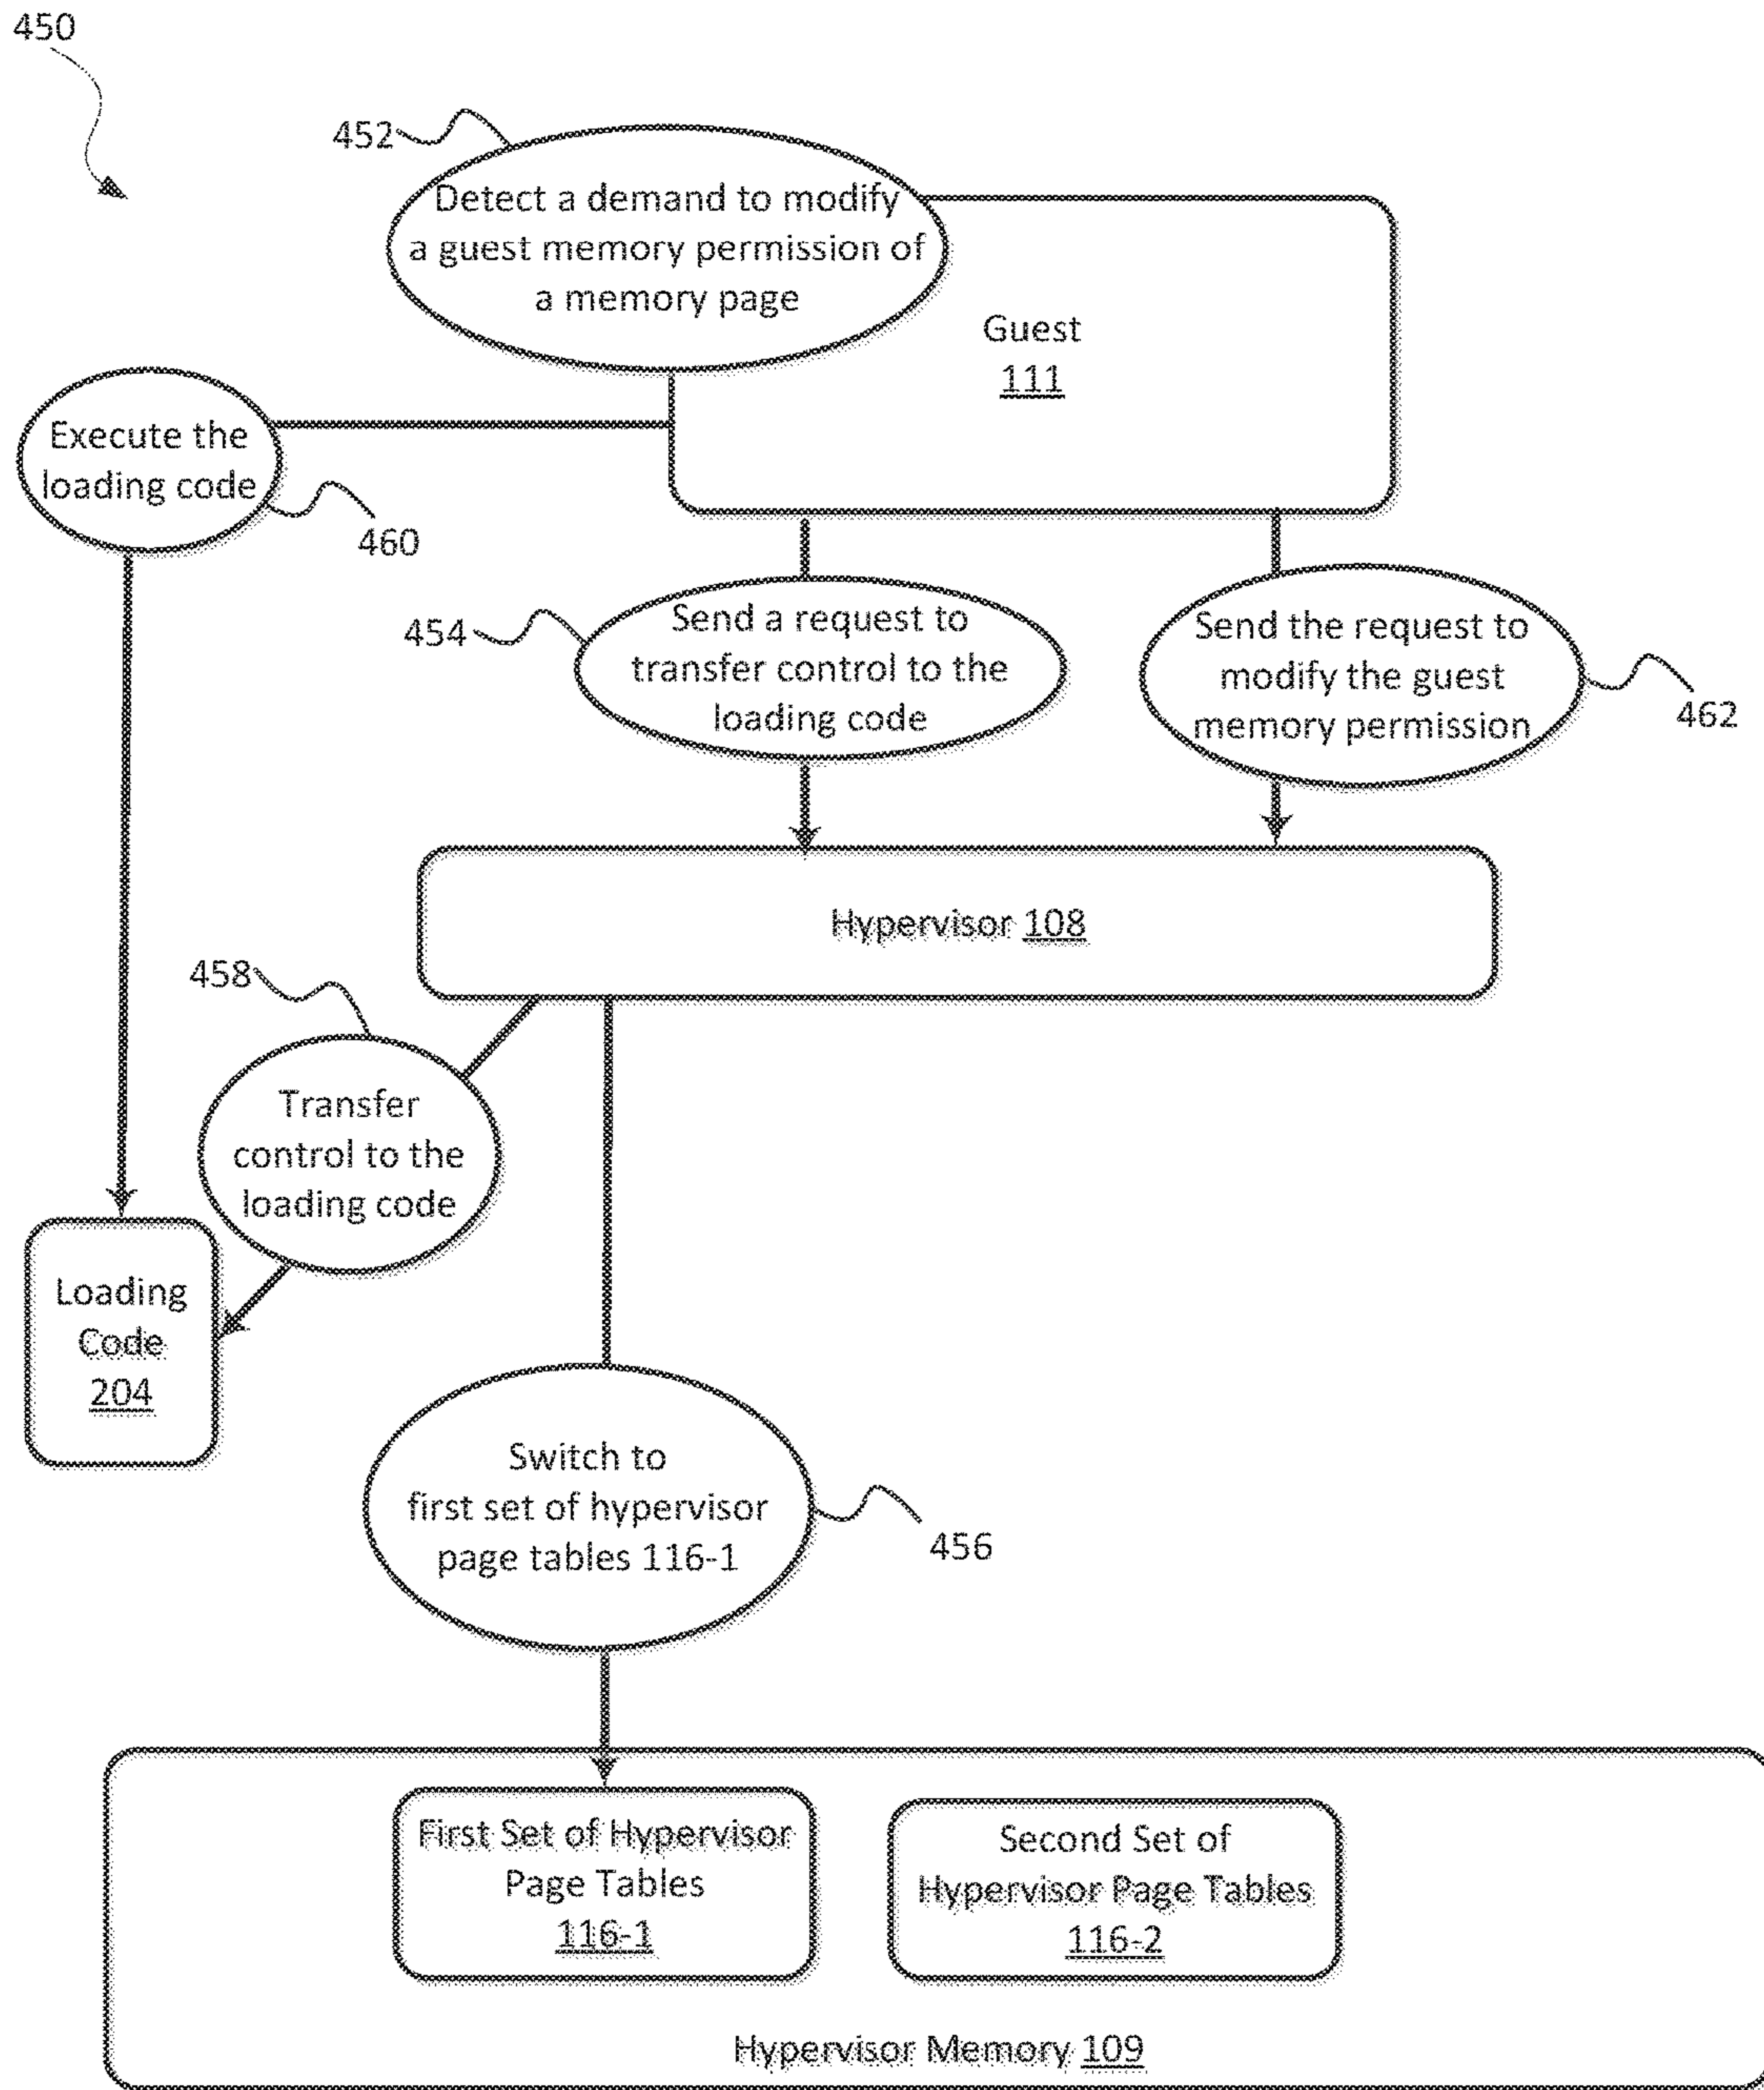 450
452
Detect a demand to modify
a guest memory permission of
a memory page
Guest
111
Execute the
loading code
460
454
Send a request to
transfer control to the
loading code
Send the request to
modify the guest
memory permission
462
Hypervisor 108
458
Transfer
control to the
loading code
Loading
Code
204
Switch to
first set of hypervisor
page tables 116-1
456
First Set of Hypervisor
Page Tables
116-1
Second Set of
Hypervisor Page Tables
116-2
Hypervisor Memory 109